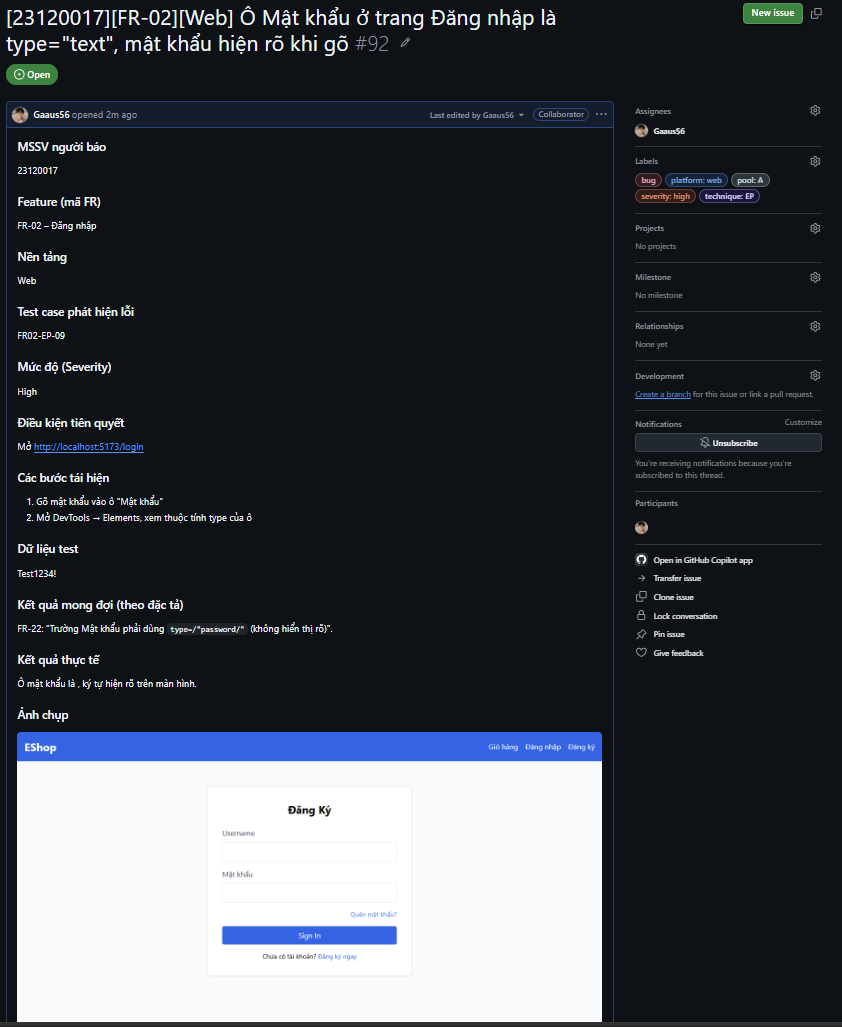 [23120017][FR-02][Web] Ô Mật khẩu ở trang Đăng nhập là
type="text", mật khẩu hiện rõ khi gõ #92
New issue
Open
Gaaus56 opened 2m ago
Last edited by Gaaus56
Collaborator
MSSV người báo
23120017
Feature (mã FR)
FR-02 – Đăng nhập
Nền tảng
Web
Test case phát hiện lỗi
FR02-EP-09
Mức độ (Severity)
High
Điều kiện tiên quyết
Mở http://localhost:5173/login
Các bước tái hiện
1. Gõ mật khẩu vào ô "Mật khẩu"
2. Mở DevTools → Elements, xem thuộc tính type của ô
Dữ liệu test
Test1234!
Kết quả mong đợi (theo đặc tả)
FR-22: "Trường Mật khẩu phải dùng type=/"password/" (không hiển thị rõ)".
Kết quả thực tế
Ô mật khẩu là , ký tự hiện rõ trên màn hình.
Ảnh chụp
EShop
Giỏ hàng Đăng nhập Đăng ký
Đăng Ký
Username
Mật khẩu
Quên mật khẩu?
Sign In
Chưa có tài khoản? Đăng ký ngay
Assignees
Gaaus56
Labels
bug platform: web pool: A
severity: high technique: EP
Projects
No projects
Milestone
No milestone
Relationships
None yet
Development
Create a branch for this issue or link a pull request.
Notifications
Customize
Unsubscribe
You're receiving notifications because you're
subscribed to this thread.
Participants
Open in GitHub Copilot app
Transfer issue
Clone issue
Lock conversation
Pin issue
Give feedback